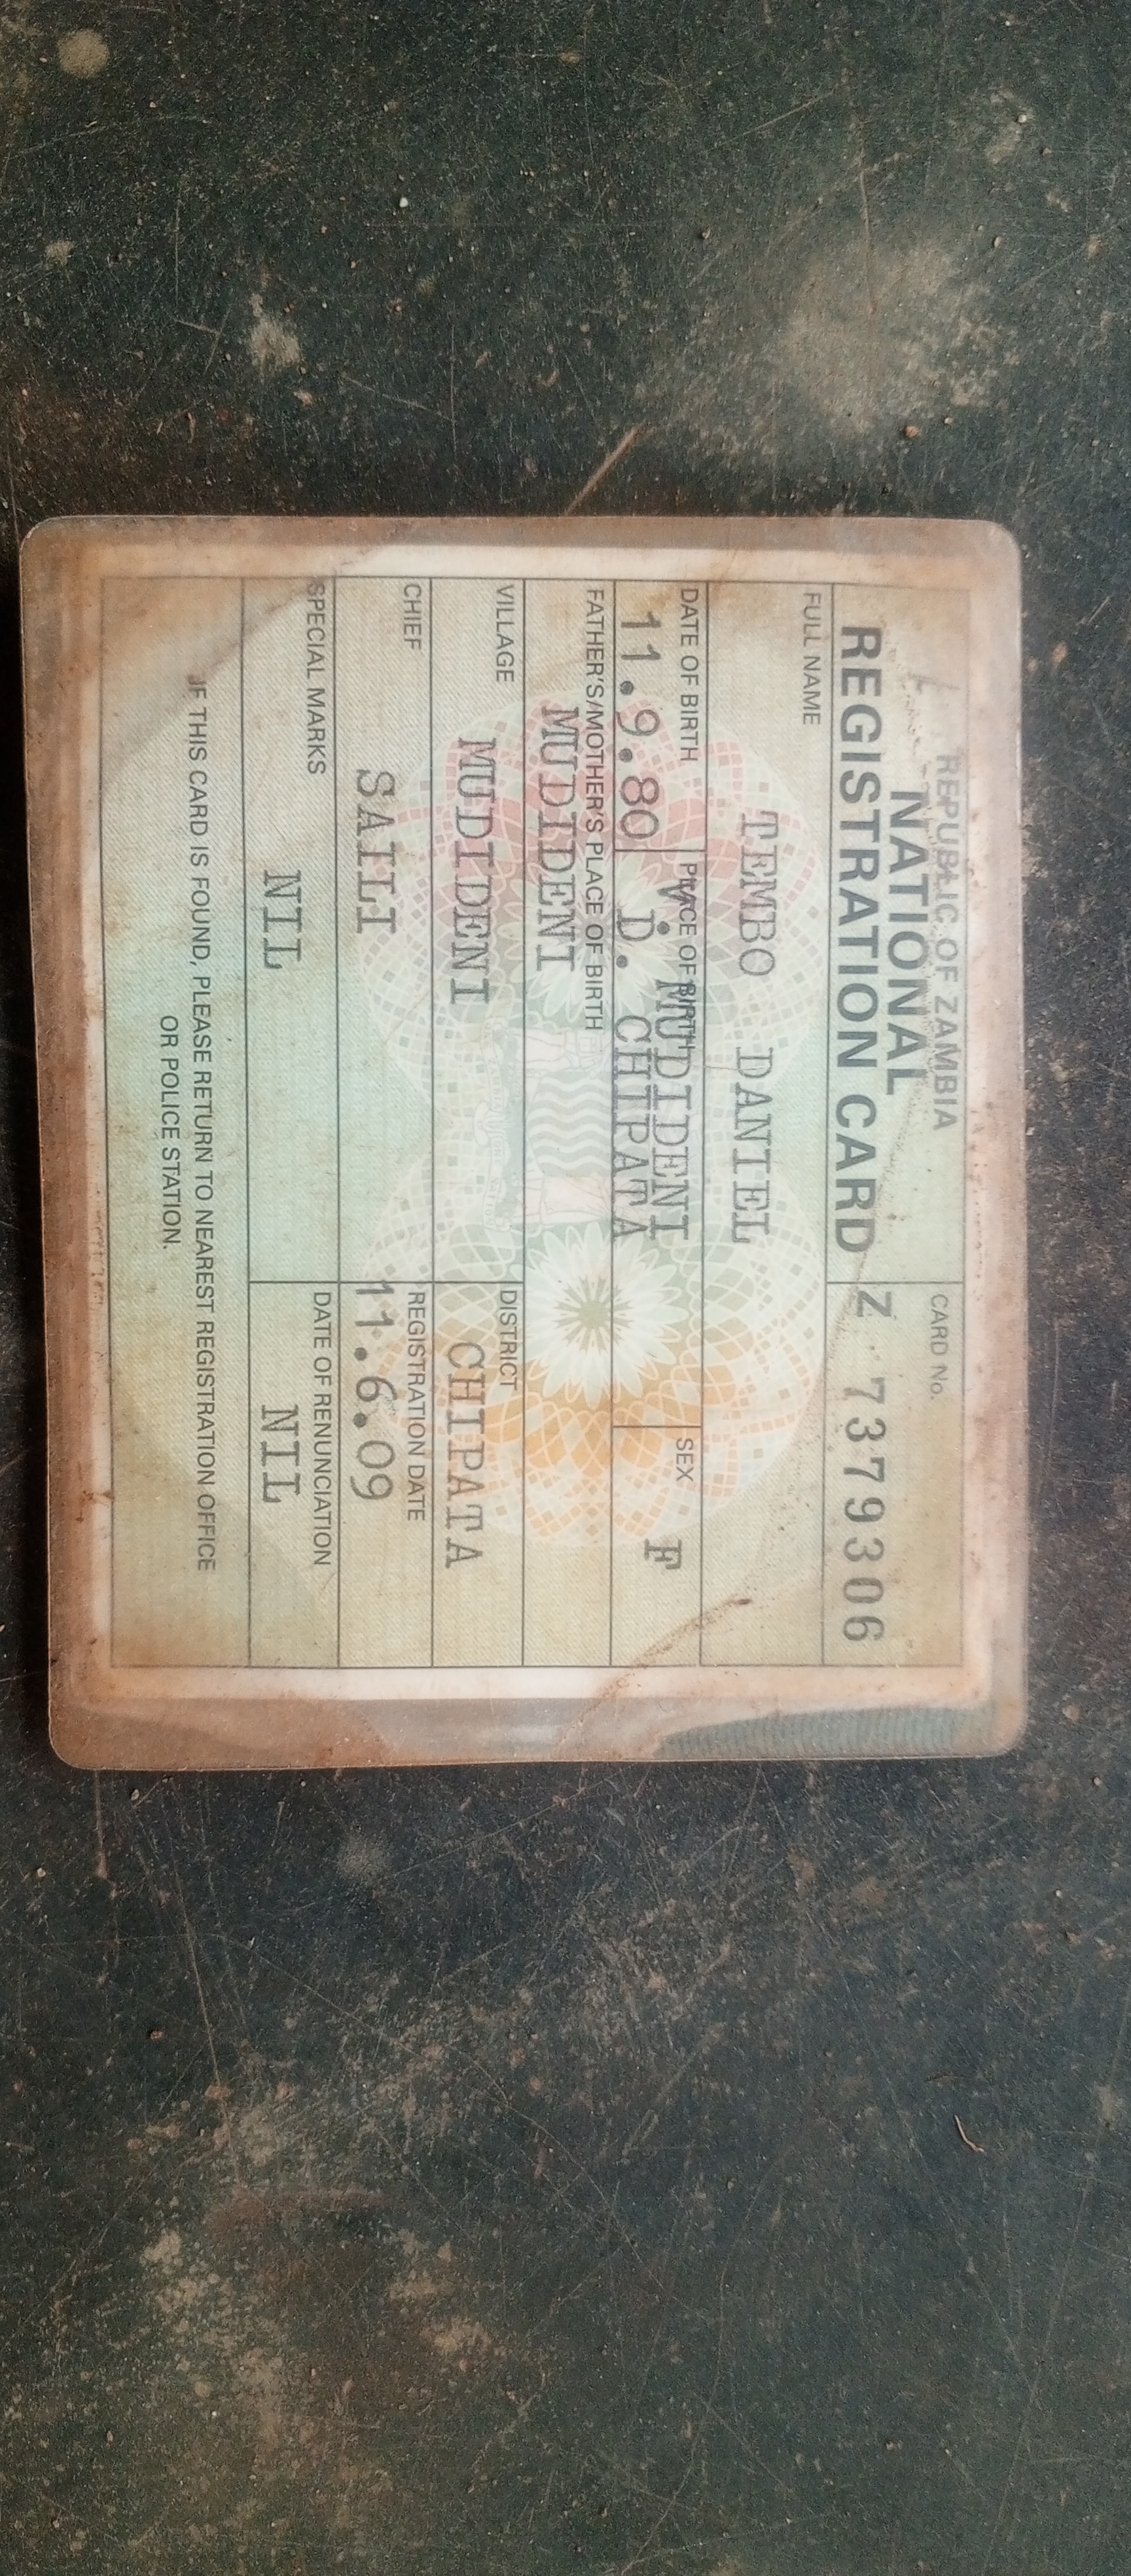 REPUBLIC OF ZAMBIA
NATIONAL
REGISTRATION CARD
CARD No.
Z 7379306
FULL NAME
TEMBO DANIEL
DATE OF BIRTH
11.9.80
PLACE OF BIRTH
V. MUDIDENI
D. CHIPATA
SEX
F
FATHER'S/MOTHER'S PLACE OF BIRTH
MUDIDENI
VILLAGE
MUDIDENI
DISTRICT
CHIPATA
CHIEF
SAILI
REGISTRATION DATE
11.6.09
SPECIAL MARKS
NIL
DATE OF RENUNCIATION
NIL
IF THIS CARD IS FOUND, PLEASE RETURN TO NEAREST REGISTRATION OFFICE
OR POLICE STATION.